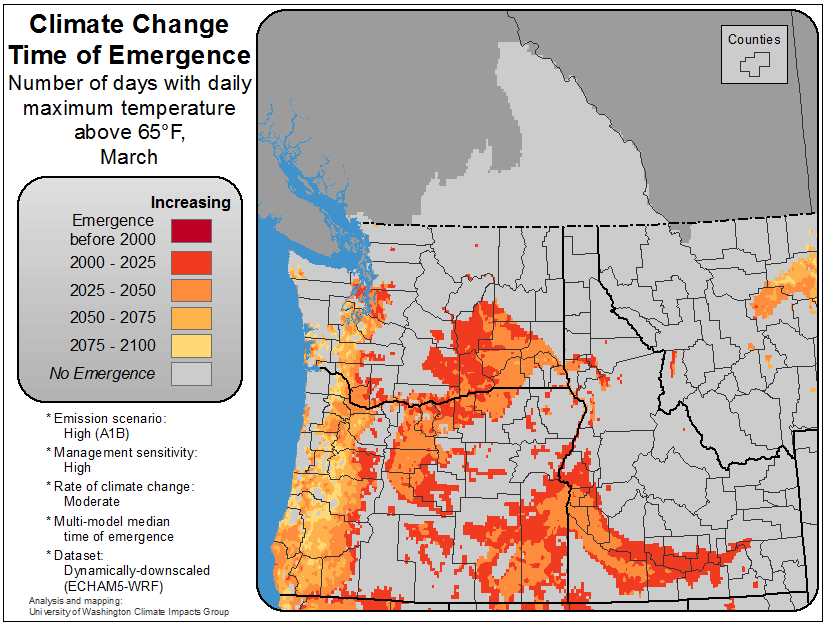 Climate Change
Time of Emergence
Number of days with daily
maximum temperature
above 65°F,
March
Increasing
Emergence
before 2000
2000 - 2025
2025 - 2050
2050 - 2075
2075 - 2100
No Emergence
* Emission scenario:
High (A1B)
* Management sensitivity:
High
* Rate of climate change:
Moderate
* Multi-model median
time of emergence
* Dataset:
Dynamically-downscaled
(ECHAM5-WRF)
Analysis and mapping:
University of Washington Climate Impacts Group
Counties